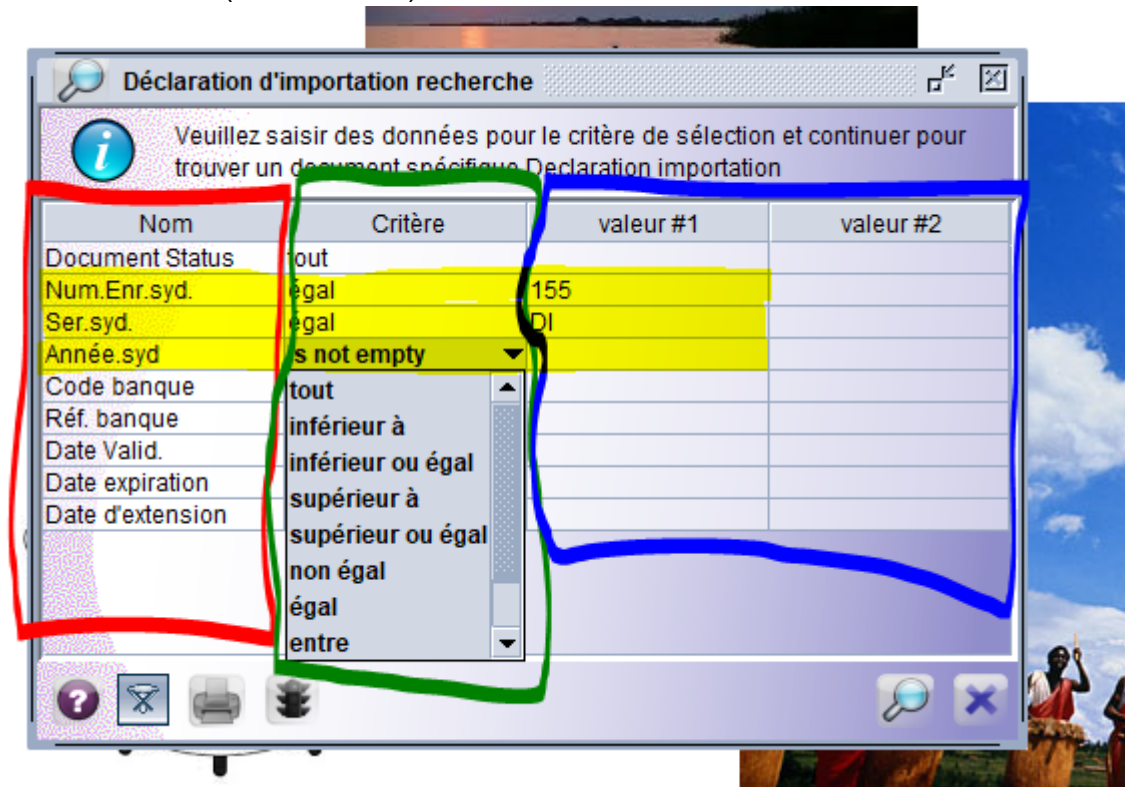 Déclaration d'importation recherche
Veuillez saisir des données pour le critère de sélection et continuer pour
trouver un document spécifique Declaration importation
Nom Critère valeur #1 valeur #2
Document Status tout
Num.Enr.syd. égal 155
Ser.syd. égal DI
Année.syd s not empty
Code banque
Réf. banque
Date Valid.
Date expiration
Date d'extension
tout
inférieur à
inférieur ou égal
supérieur à
supérieur ou égal
non égal
égal
entre